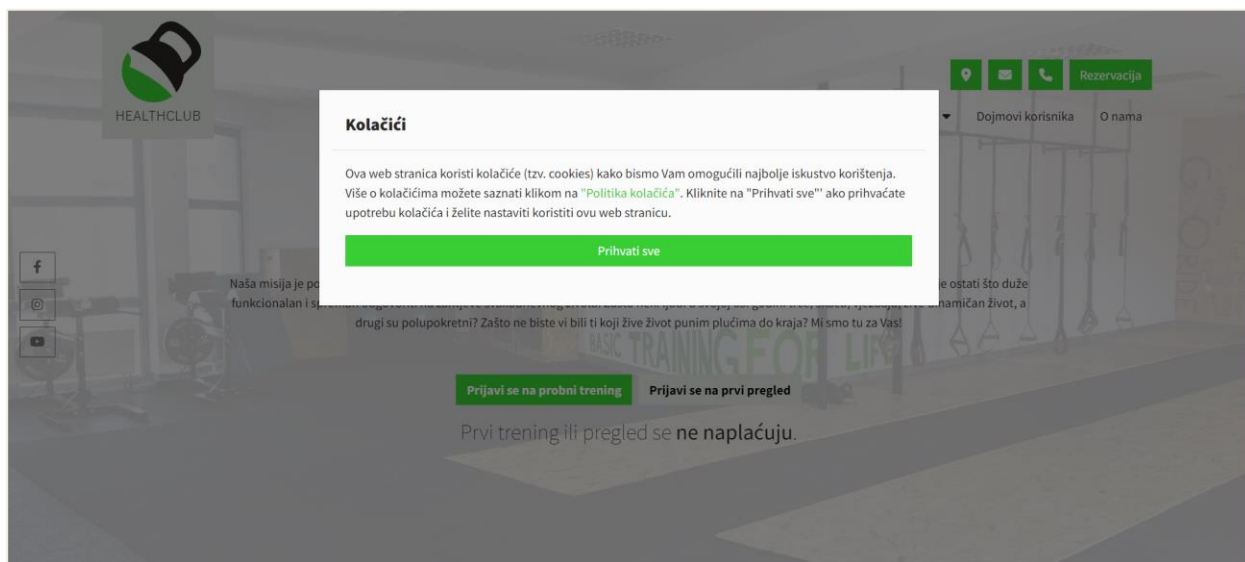 HEALTHCLUB
Rezervacija
Dojmovi korisnika O nama
Kolačići
Ova web stranica koristi kolačiće (tzv. cookies) kako bismo Vam omogućili najbolje iskustvo korištenja.
Više o kolačićima možete saznati klikom na "Politika kolačića". Kliknite na "Prihvati sve"' ako prihvaćate
upotrebu kolačića i želite nastaviti koristiti ovu web stranicu.
Prihvati sve
Naša misija je ostati što duže
funkcionalan i život, a
drugi su polupokretni? Zašto ne biste vi bili ti koji žive život punim plućima do kraja? Mi smo tu za Vas!
BASIC TRAINING FOR LIFE
Prijavi se na probni trening Prijavi se na prvi pregled
Prvi trening ili pregled se ne naplaćuju.